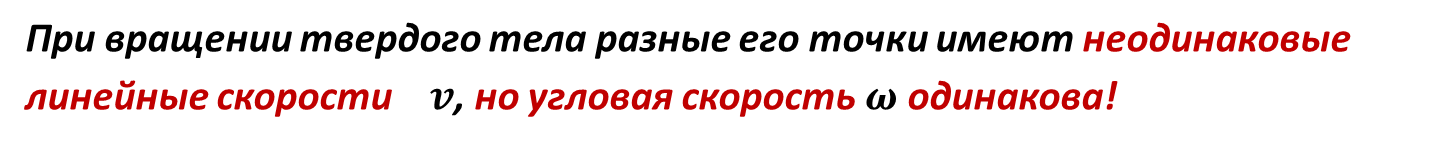 При вращении твердого тела разные его точки имеют неодинаковые
линейные скорости v, но угловая скорость ω одинакова!